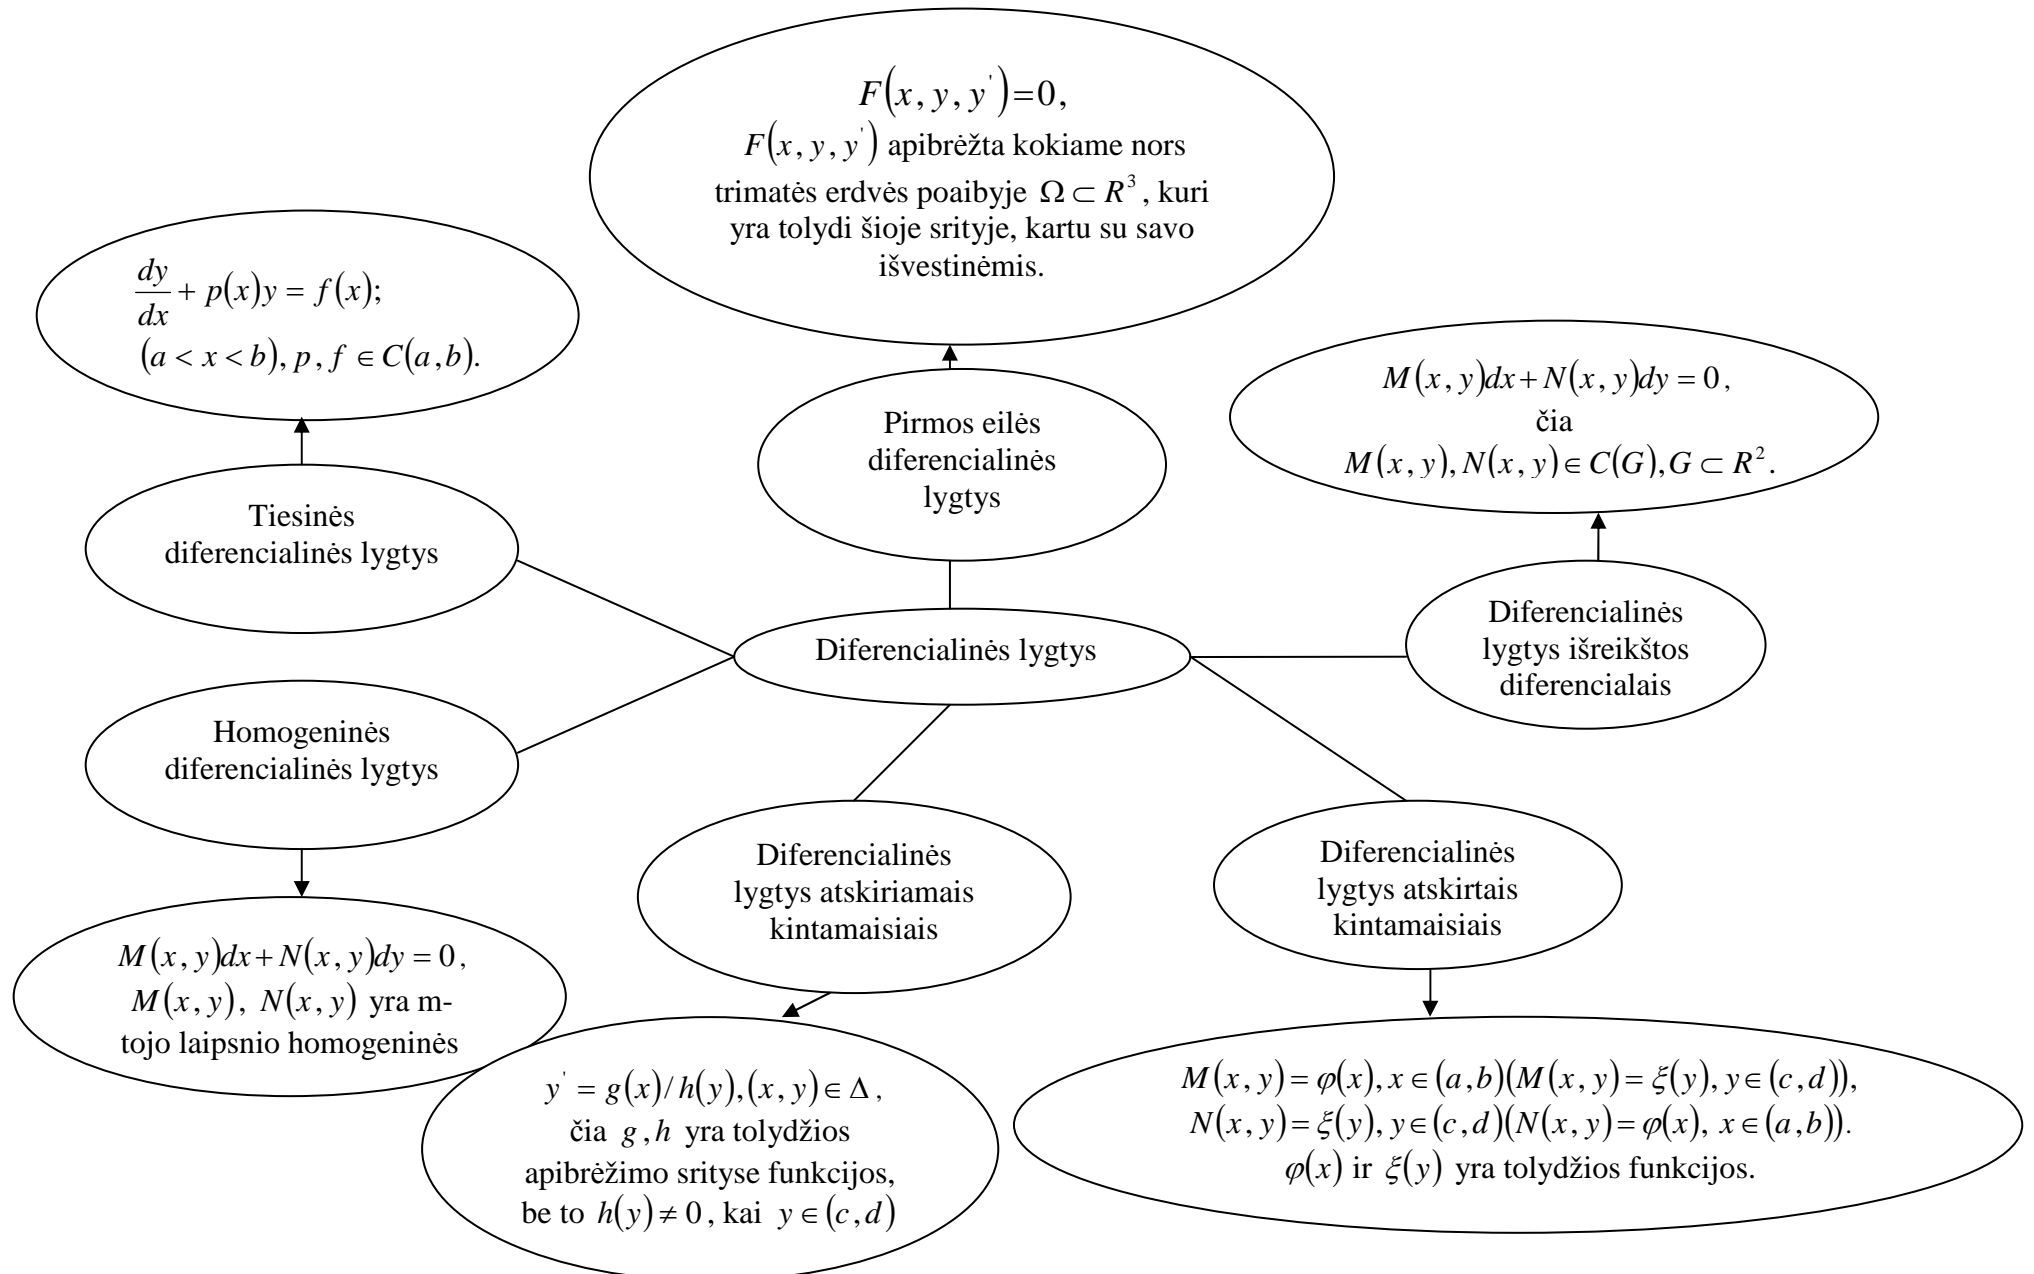 F(x, y, y')=0,
F(x, y, y') apibrėžta kokiame nors
trimatės erdvės poaibyje Ω ⊂ R³, kuri
yra tolydi šioje srityje, kartu su savo
išvestinėmis.
dy/dx + p(x)y = f(x);
(a < x < b), p, f ∈ C(a,b).
M(x, y)dx + N(x, y)dy = 0,
čia
M(x, y), N(x, y) ∈ C(G), G ⊂ R².
Pirmos eilės
diferencialinės
lygtys
Tiesinės
diferencialinės lygtys
Diferencialinės
lygtys išreikštos
diferencialais
Diferencialinės lygtys
Homogeninės
diferencialinės lygtys
Diferencialinės
lygtys atskiriamais
kintamaisiais
Diferencialinės
lygtys atskirtais
kintamaisiais
M(x, y)dx + N(x, y)dy = 0,
M(x, y), N(x, y) yra m-
tojo laipsnio homogeninės
y' = g(x)/h(y), (x, y) ∈ Δ,
čia g, h yra tolydžios
apibrėžimo srityse funkcijos,
be to h(y) ≠ 0, kai y ∈ (c, d)
M(x, y) = φ(x), x ∈ (a,b)(M(x, y) = ξ(y), y ∈ (c, d)),
N(x, y) = ξ(y), y ∈ (c, d)(N(x, y) = φ(x), x ∈ (a,b)).
φ(x) ir ξ(y) yra tolydžios funkcijos.